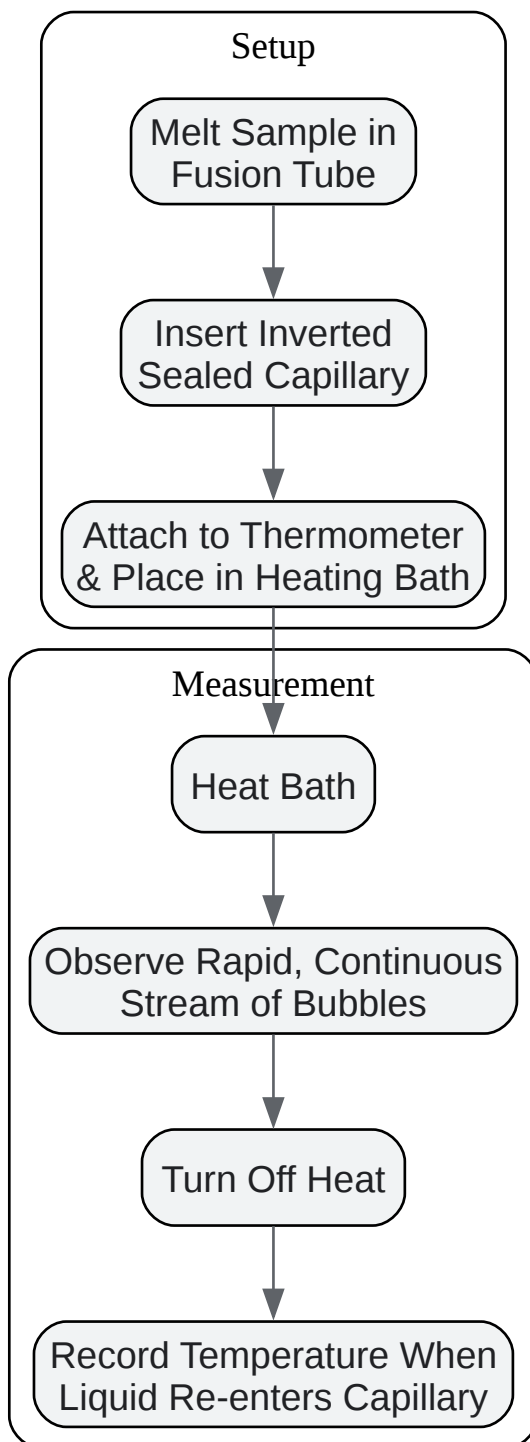 Setup
Melt Sample in
Fusion Tube
Insert Inverted
Sealed Capillary
Attach to Thermometer
& Place in Heating Bath
Measurement
Heat Bath
Observe Rapid, Continuous
Stream of Bubbles
Turn Off Heat
Record Temperature When
Liquid Re-enters Capillary